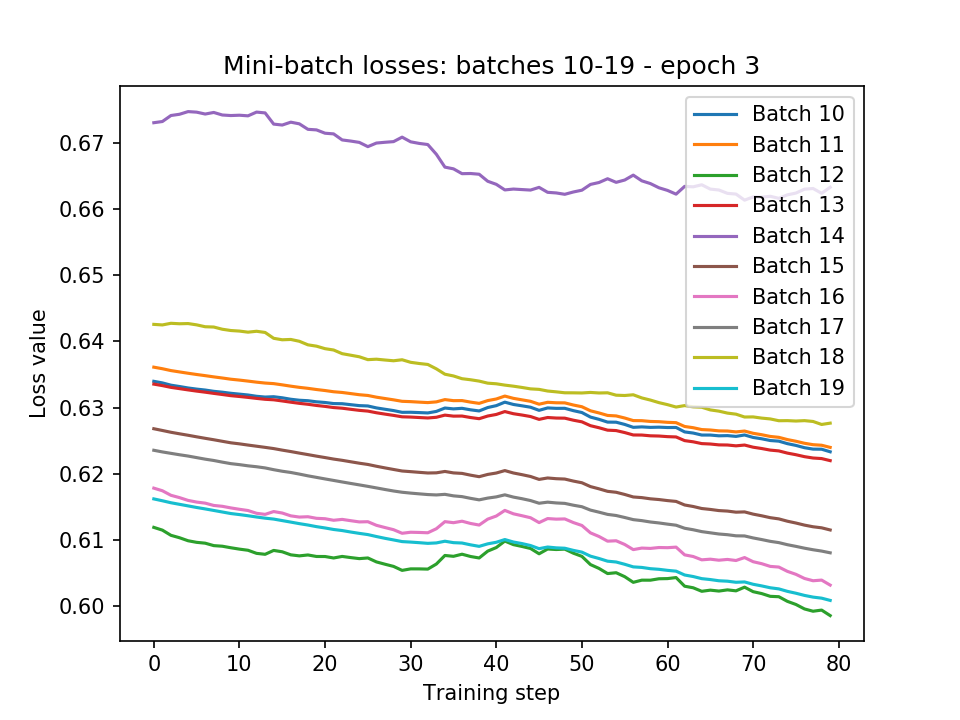 Mini-batch losses: batches 10-19 - epoch 3
Loss value
0.67
0.66
0.65
0.64
0.63
0.62
0.61
0.60
Batch 10
Batch 11
Batch 12
Batch 13
Batch 14
Batch 15
Batch 16
Batch 17
Batch 18
Batch 19
0 10 20 30 40 50 60 70 80
Training step